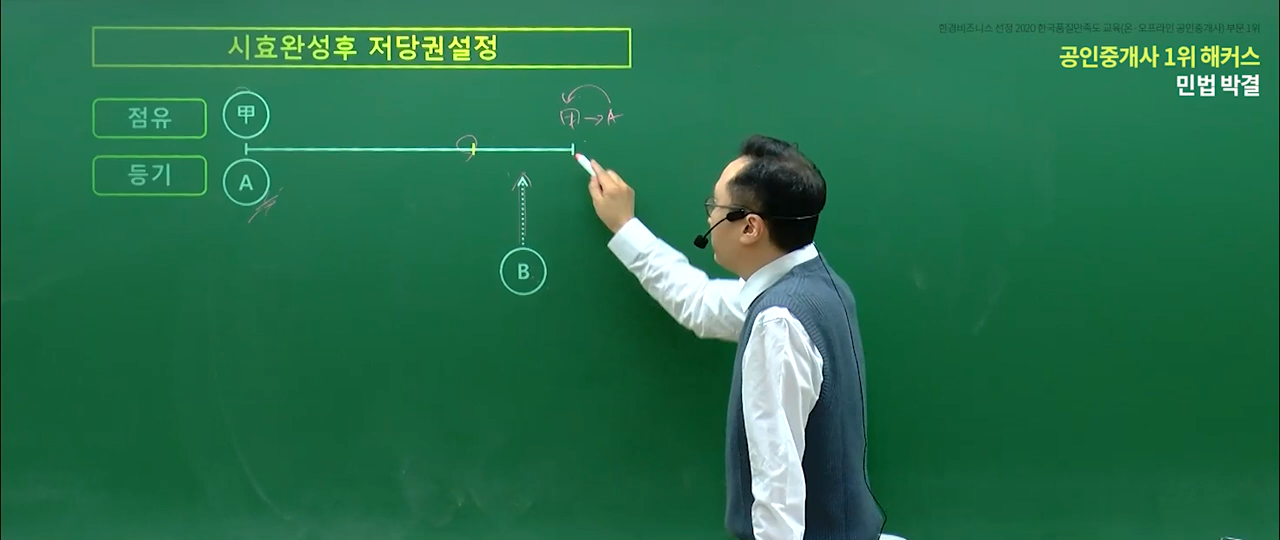 한경비즈니스 선정 2020 한국품질만족도 교육(온·오프라인 공인중개사) 부문 1위
시효완성후 저당권설정
공인중개사 1위 해커스
민법 박결
점유 甲
甲→A
등기 A
B